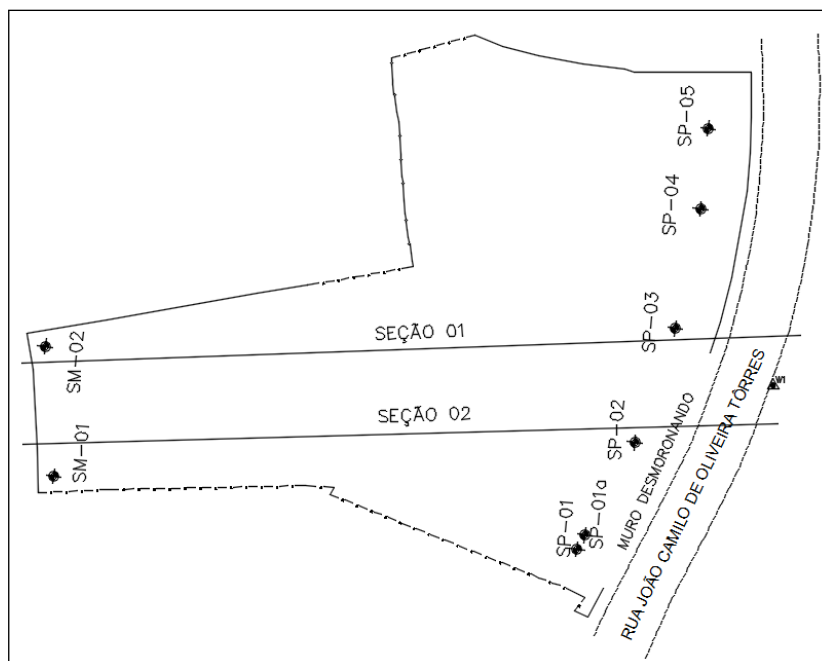 SP-05
SP-04
SP-03
SEÇÃO 01
SM-02
SEÇÃO 02
SP-02
SM-01
SP-01
SP-01a
MURO DESMORONANDO
RUA JOÃO CAMILO DE OLIVEIRA TÔRRES